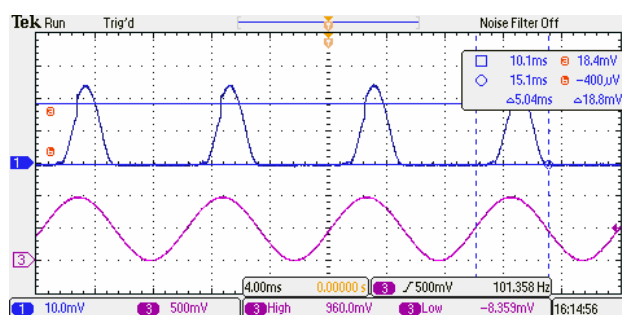 Tek Run Trig'd Noise Filter Off
10.1ms a 18.4mV
15.1ms b -400µV
△5.04ms △18.8mV
a
b
1
3
4.00ms 0.00000 s 3 ∕ 500mV 101.358 Hz
1 10.0mV 3 500mV 3 High 960.0mV 3 Low -8.359mV 16:14:56